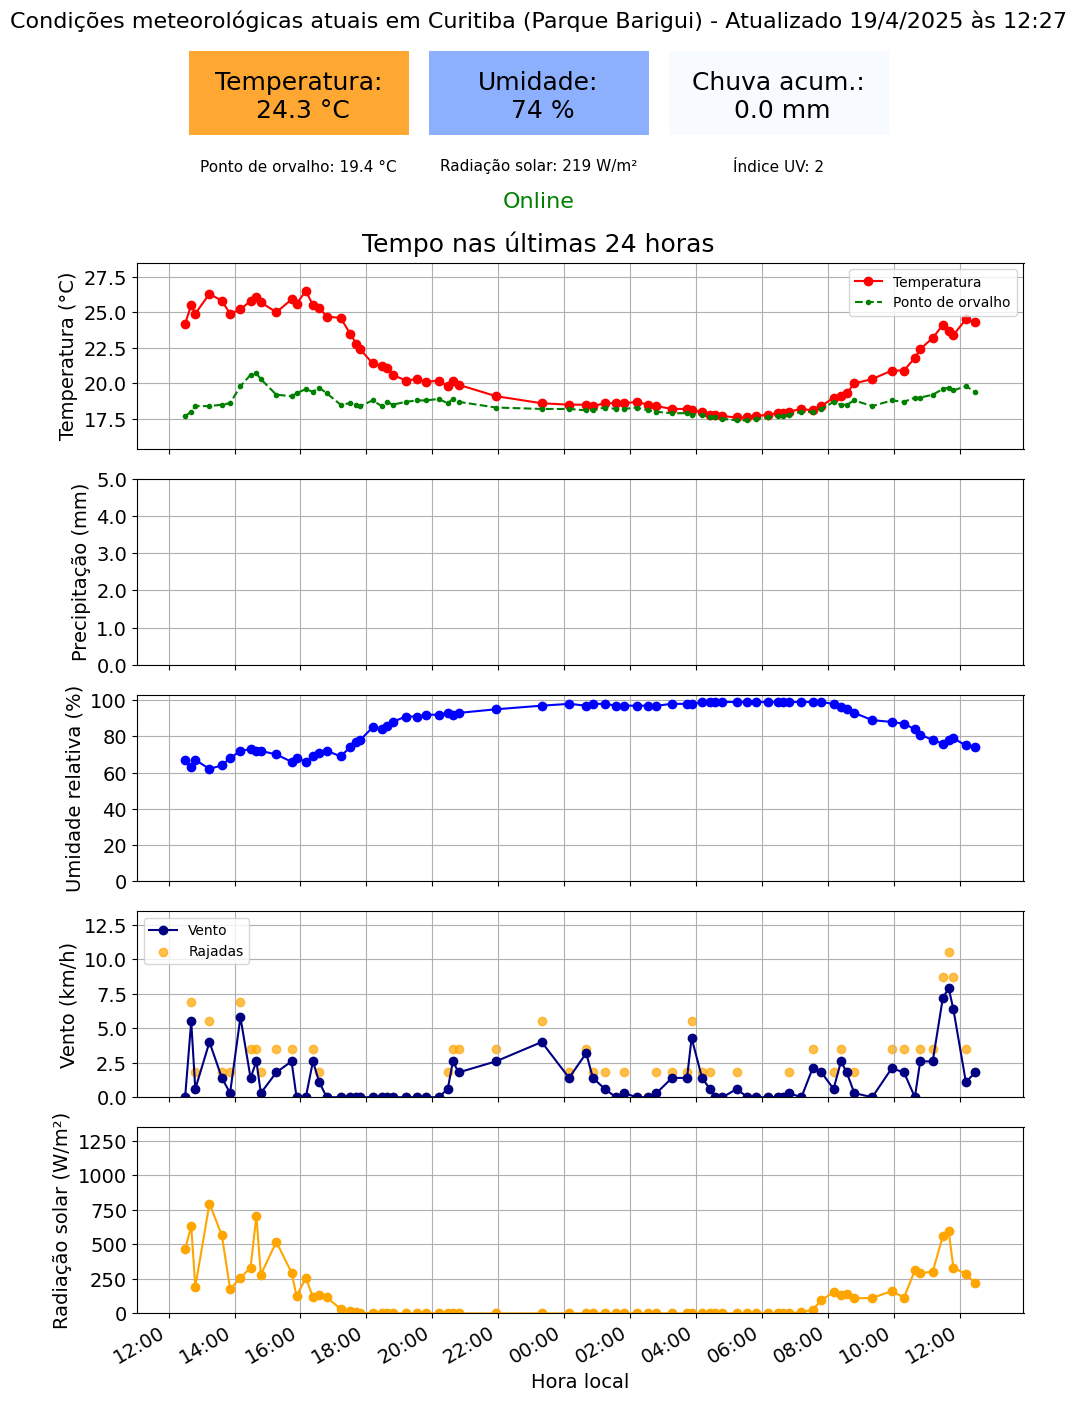 Condições meteorológicas atuais em Curitiba (Parque Barigui) - Atualizado 19/4/2025 às 12:27
Temperatura:
24.3 °C
Umidade:
74 %
Chuva acum.:
0.0 mm
Ponto de orvalho: 19.4 °C
Radiação solar: 219 W/m²
Índice UV: 2
Online
Tempo nas últimas 24 horas
Temperatura (°C)
27.5
25.0
22.5
20.0
17.5
Temperatura
Ponto de orvalho
Precipitação (mm)
5.0
4.0
3.0
2.0
1.0
0.0
Umidade relativa (%)
100
80
60
40
20
0
Vento (km/h)
12.5
10.0
7.5
5.0
2.5
0.0
Vento
Rajadas
Radiação solar (W/m²)
1250
1000
750
500
250
0
12:00
14:00
16:00
18:00
20:00
22:00
00:00
02:00
04:00
06:00
08:00
10:00
12:00
Hora local